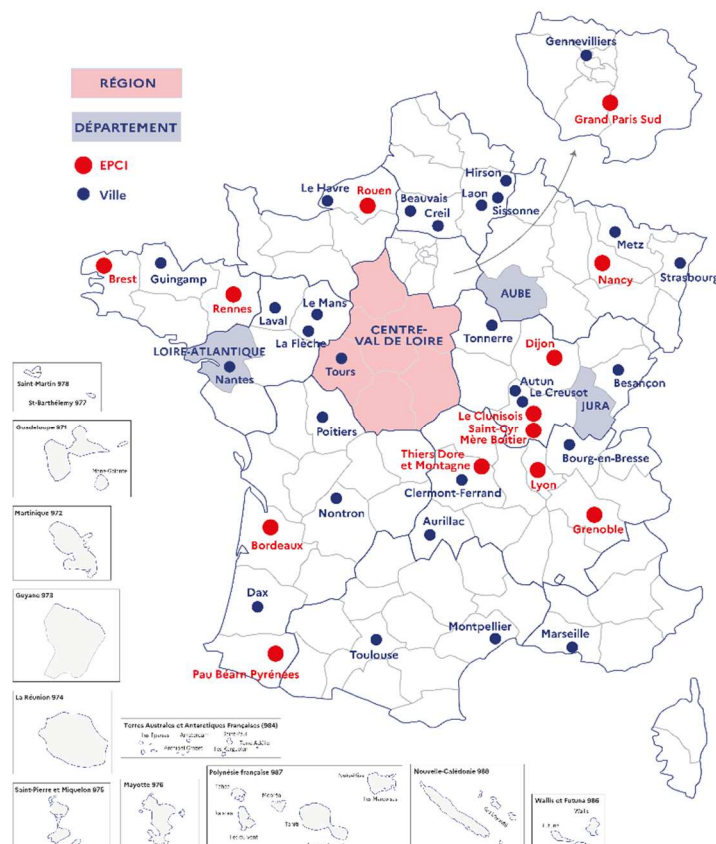 Gennevilliers
Grand Paris Sud
RÉGION
DÉPARTEMENT
EPCI
Ville
Hirson
Le Havre
Rouen
Beauvais
Laon
Creil
Sissonne
Metz
Brest
Guingamp
Nancy
Strasbourg
Rennes
AUBE
Laval
Le Mans
La Flèche
CENTRE-
VAL DE LOIRE
Tonnerre
LOIRE-ATLANTIQUE
Dijon
Nantes
Tours
Autun
Le Creusot
Besançon
JURA
Saint-Martin 978
St-Barthélemy 977
Le Clunisois
Saint-Cyr
Mère Boitier
Poitiers
Guadeloupe 971
Marie-Galante
Thiers Dore
et Montagne
Bourg-en-Bresse
Clermont-Ferrand
Lyon
Nontron
Martinique 972
Aurillac
Grenoble
Bordeaux
Guyane 973
Dax
Montpellier
Marseille
Toulouse
Pau Béarn Pyrénées
La Réunion 974
Terres Australes et Antarctiques Françaises (984)
Saint-Pierre et Miquelon 975
Mayotte 976
Polynésie française 987
Tahiti
Nouvelle-Calédonie 988
Wallis et Futuna 986
Wallis
Futuna